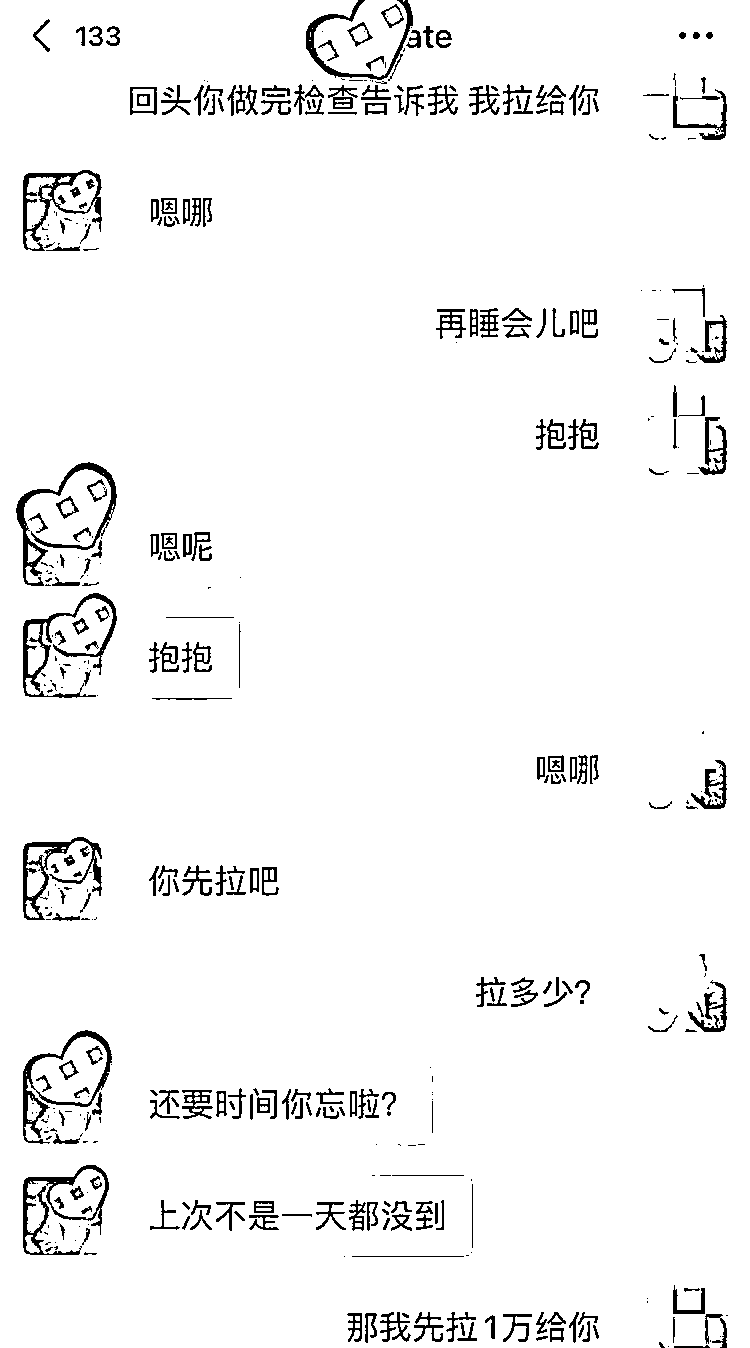 133
ate
回头你做完检查告诉我 我拉给你
嗯哪
再睡会儿吧
抱抱
嗯呢
抱抱
嗯哪
你先拉吧
拉多少?
还要时间你忘啦?
上次不是一天都没到
那我先拉1万给你